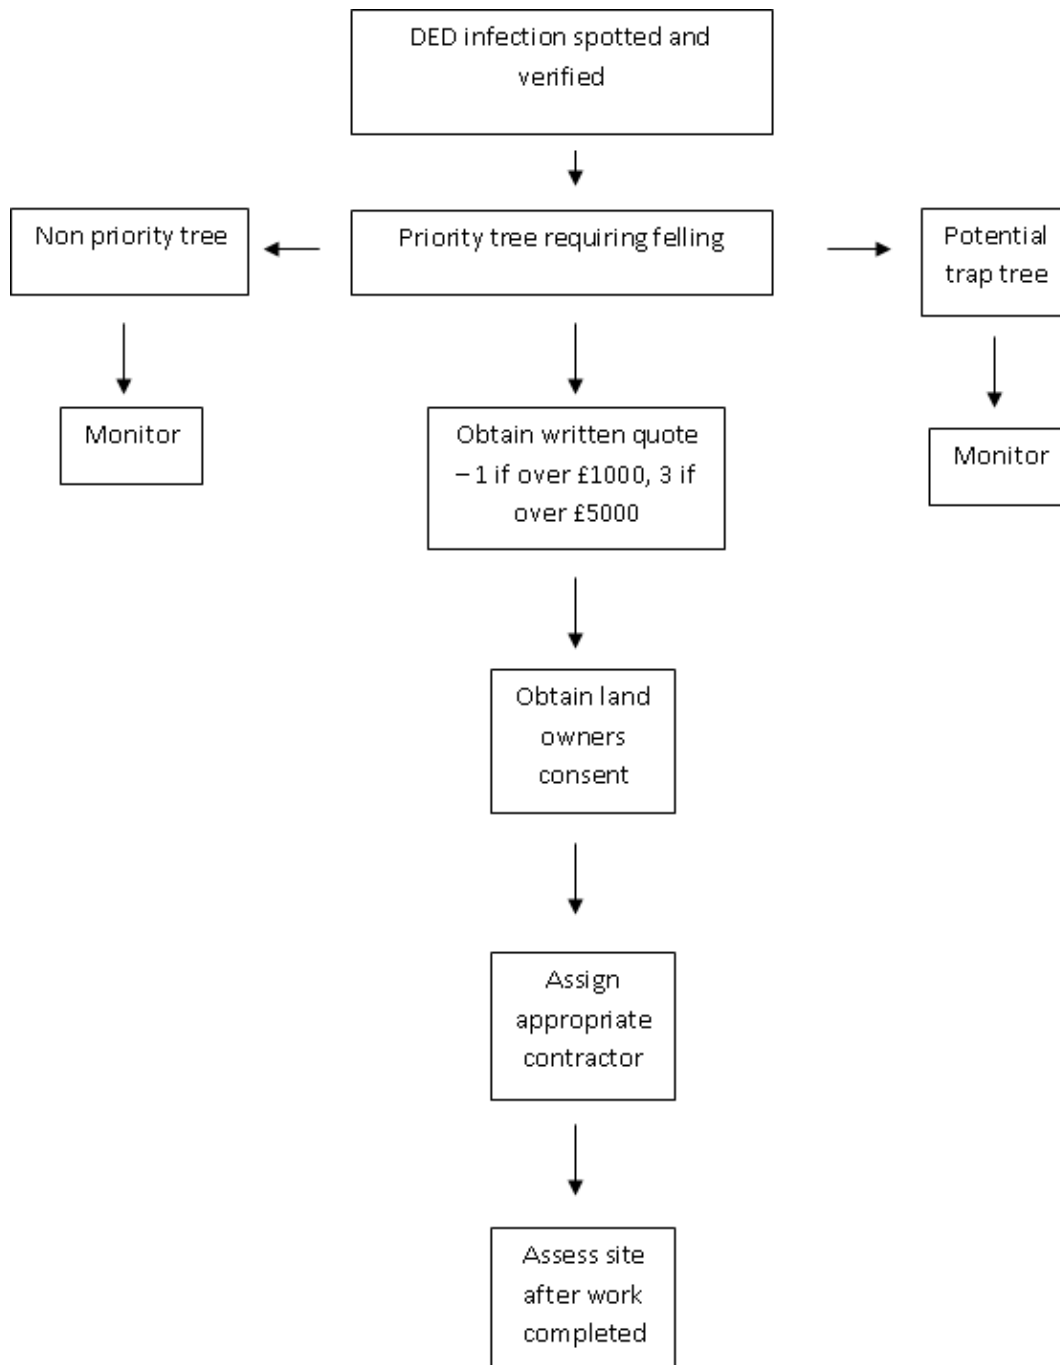 DED infection spotted and
verified
Non priority tree
Priority tree requiring felling
Potential
trap tree
Monitor
Obtain written quote
– 1 if over £1000, 3 if
over £5000
Monitor
Obtain land
owners
consent
Assign
appropriate
contractor
Assess site
after work
completed